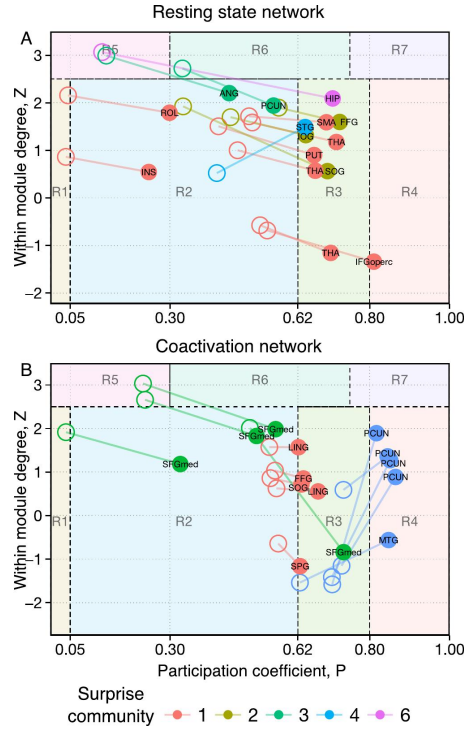 Resting state network
A
R5
R6
R7
HIP
ANG
PCUN
FFG
ROL
SMA
STG
THA
PUT
INS
THA
SOG
R1
R2
R3
R4
THA
IFGoperc
Within module degree, Z
3
2
1
0
−1
−2
0.05
0.30
0.62
0.80
1.00
Coactivation network
B
R5
R6
R7
SFGmed
SFGmed
PCUN
LING
PCUN
PCUN
SFGmed
FFG
PCUN
SOG
LING
R1
R2
R3
R4
MTG
SFGmed
SPG
Within module degree, Z
3
2
1
0
−1
−2
0.05
0.30
0.62
0.80
1.00
Participation coefficient, P
Surprise
community
1
2
3
4
6